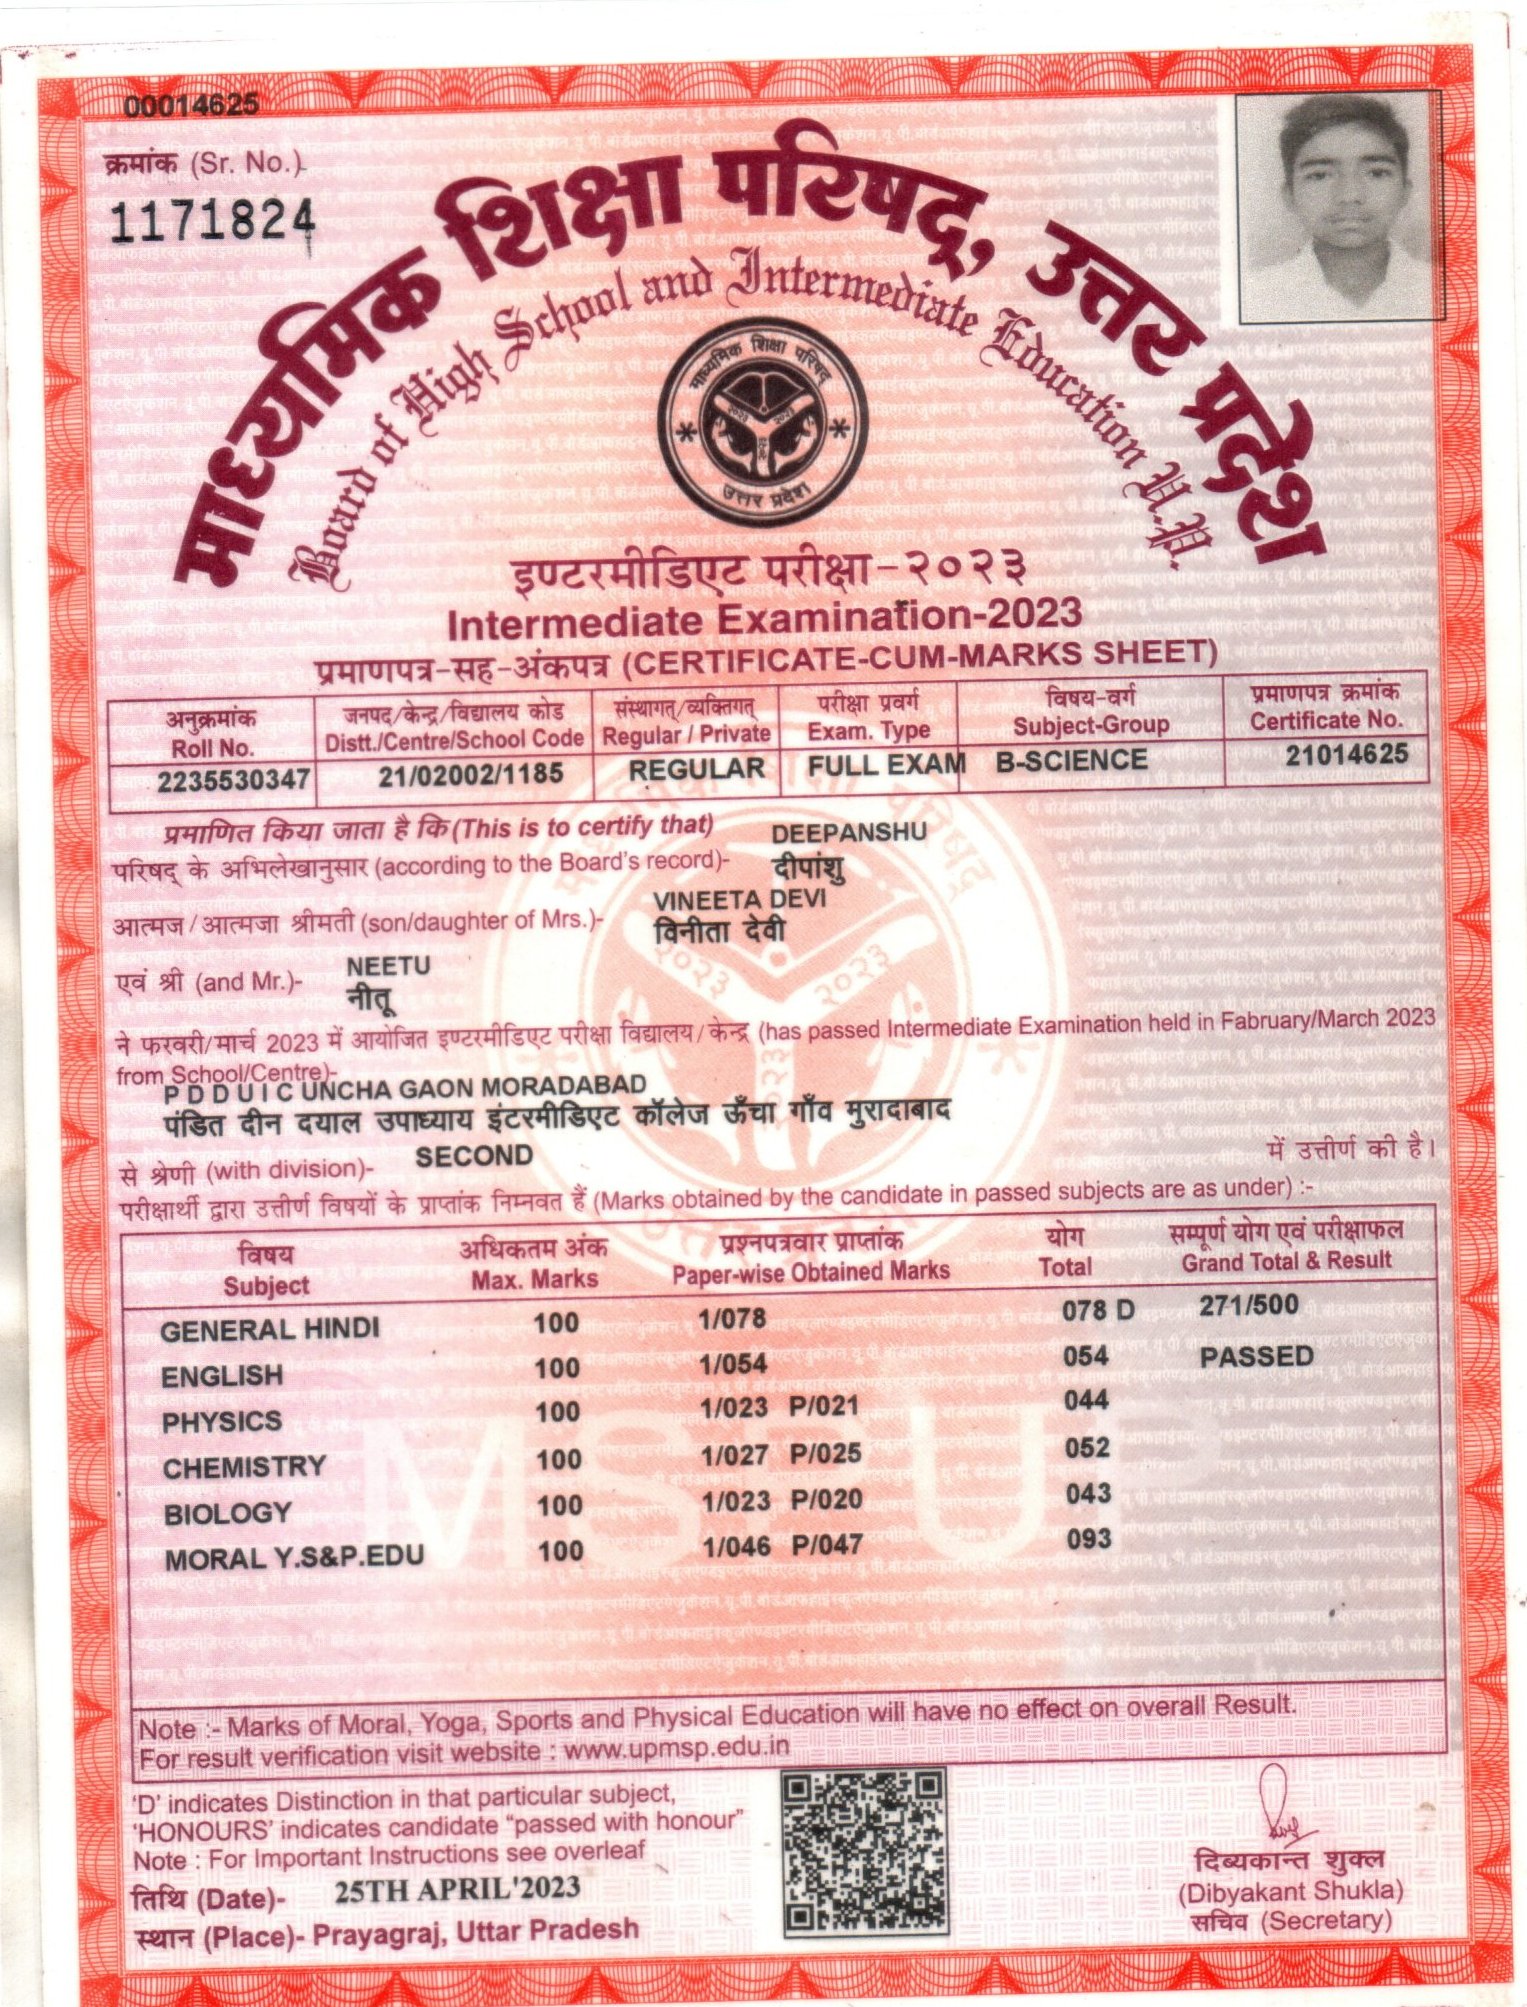 00014625
क्रमांक (Sr. No.)
1171824
माध्यमिक शिक्षा परिषद्, उत्तर प्रदेश
Board of High School and Intermediate Education U.P.
माध्यमिक शिक्षा परिषद्
२०२३ २०२३
२०२३
उत्तर प्रदेश
इण्टरमीडिएट परीक्षा-२०२३
Intermediate Examination-2023
प्रमाणपत्र-सह-अंकपत्र (CERTIFICATE-CUM-MARKS SHEET)
अनुक्रमांक जनपद/केन्द्र/विद्यालय कोड संस्थागत्/व्यक्तिगत् परीक्षा प्रवर्ग विषय-वर्ग प्रमाणपत्र क्रमांक
Roll No. Distt./Centre/School Code Regular / Private Exam. Type Subject-Group Certificate No.
2235530347 21/02002/1185 REGULAR FULL EXAM B-SCIENCE 21014625
प्रमाणित किया जाता है कि (This is to certify that) DEEPANSHU
परिषद् के अभिलेखानुसार (according to the Board's record)- दीपांशु
VINEETA DEVI
आत्मज/आत्मजा श्रीमती (son/daughter of Mrs.)- विनीता देवी
एवं श्री (and Mr.)- NEETU
नीतू
ने फरवरी/मार्च 2023 में आयोजित इण्टरमीडिएट परीक्षा विद्यालय/केन्द्र (has passed Intermediate Examination held in Fabruary/March 2023
from School/Centre)-
P D D U I C UNCHA GAON MORADABAD
पंडित दीन दयाल उपाध्याय इंटरमीडिएट कॉलेज ऊँचा गाँव मुरादाबाद
से श्रेणी (with division)- SECOND में उत्तीर्ण की है।
परीक्षार्थी द्वारा उत्तीर्ण विषयों के प्राप्तांक निम्नवत हैं (Marks obtained by the candidate in passed subjects are as under) :-
विषय अधिकतम अंक प्रश्नपत्रवार प्राप्तांक योग सम्पूर्ण योग एवं परीक्षाफल
Subject Max. Marks Paper-wise Obtained Marks Total Grand Total & Result
GENERAL HINDI 100 1/078 078 D 271/500
ENGLISH 100 1/054 054 PASSED
PHYSICS 100 1/023 P/021 044
CHEMISTRY 100 1/027 P/025 052
BIOLOGY 100 1/023 P/020 043
MORAL Y.S&P.EDU 100 1/046 P/047 093
Note :- Marks of Moral, Yoga, Sports and Physical Education will have no effect on overall Result.
For result verification visit website : www.upmsp.edu.in
'D' indicates Distinction in that particular subject,
'HONOURS' indicates candidate "passed with honour"
Note : For Important Instructions see overleaf
तिथि (Date)- 25TH APRIL'2023
स्थान (Place)- Prayagraj, Uttar Pradesh
दिब्यकान्त शुक्ल
(Dibyakant Shukla)
सचिव (Secretary)